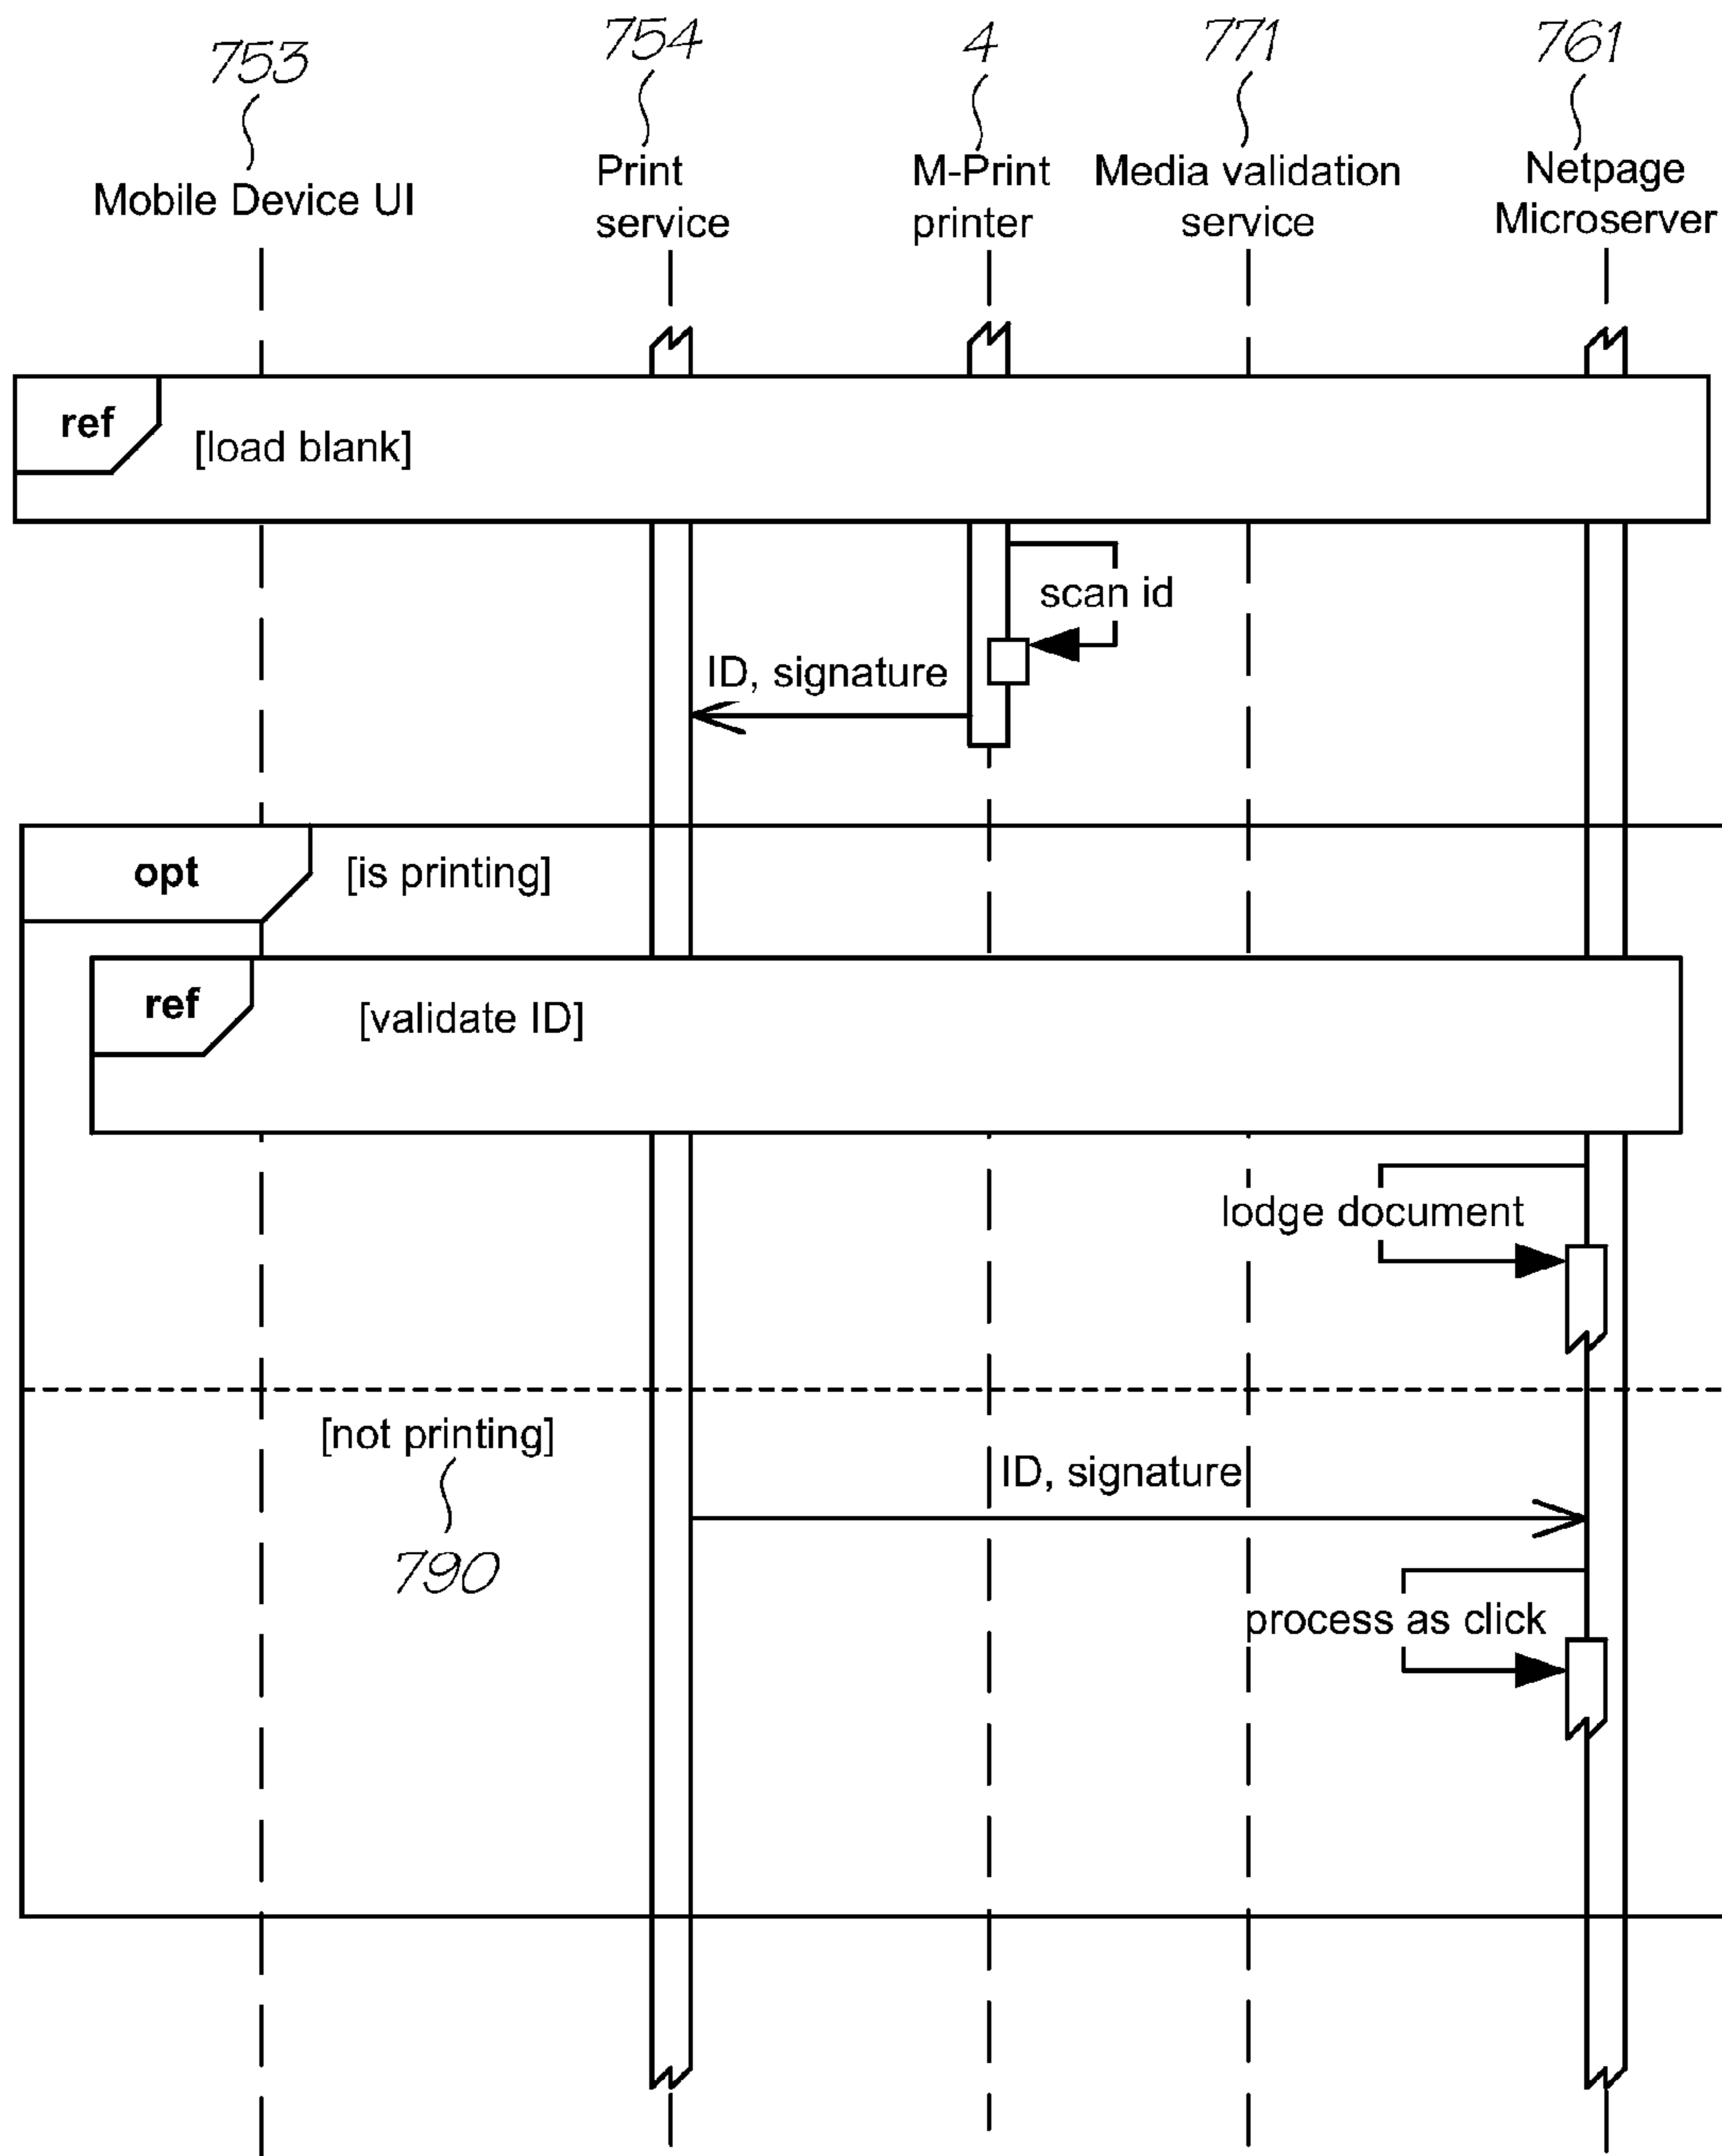 753
754
4
771
761
Mobile Device UI
Print
service
M-Print
printer
Media validation
service
Netpage
Microserver
ref
[load blank]
scan id
ID, signature
opt
[is printing]
ref
[validate ID]
lodge document
[not printing]
790
ID, signature
process as click